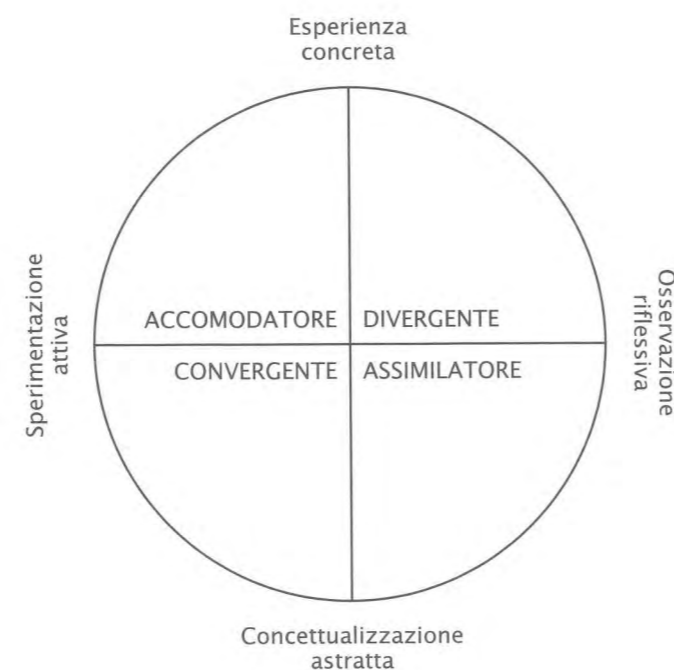 Esperienza
concreta
Sperimentazione
attiva
ACCOMODATORE
DIVERGENTE
CONVERGENTE
ASSIMILATORE
Osservazione
riflessiva
Concettualizzazione
astratta